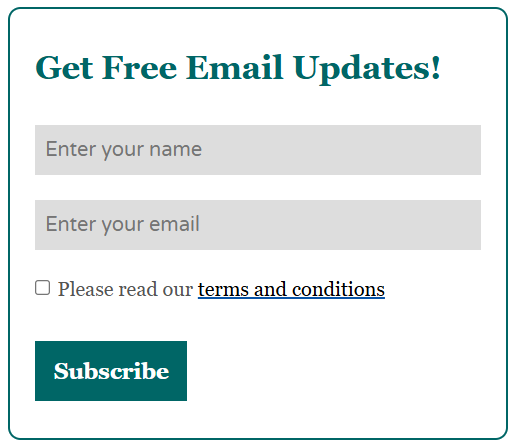 Get Free Email Updates!
Enter your name
Enter your email
Please read our terms and conditions
Subscribe